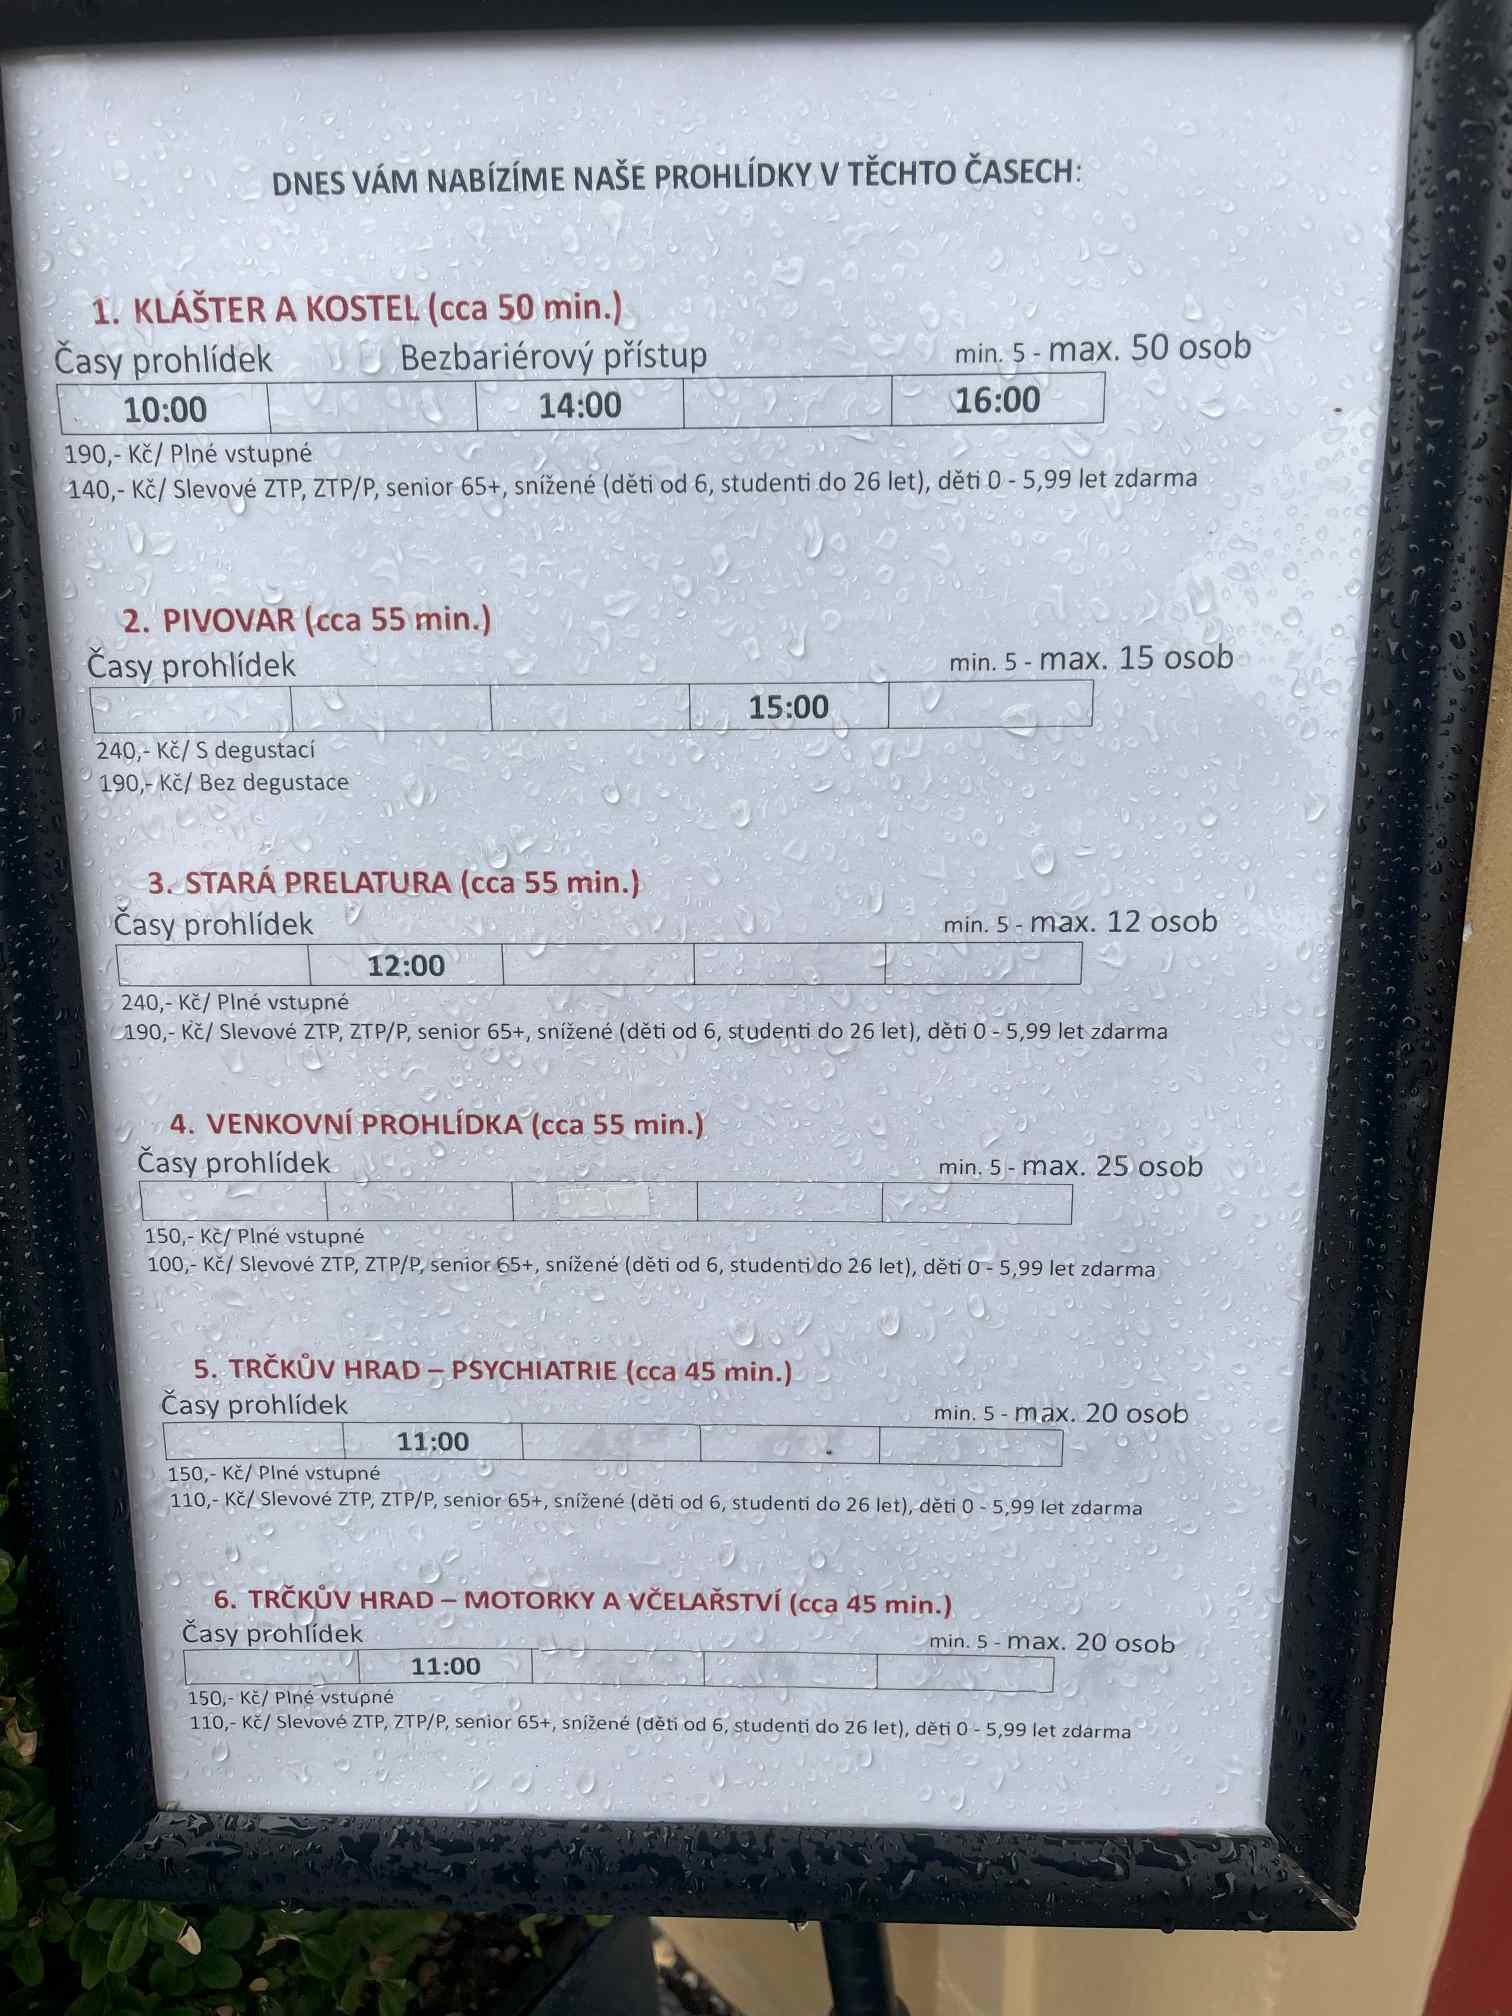 DNES VÁM NABÍZÍME NAŠE PROHLÍDKY V TĚCHTO ČASECH:
1. KLÁŠTER A KOSTEL (cca 50 min.)
Časy prohlídek Bezbariérový přístup min. 5 - max. 50 osob
10:00 14:00 16:00
190,- Kč/ Plné vstupné
140,- Kč/ Slevové ZTP, ZTP/P, senior 65+, snížené (děti od 6, studenti do 26 let), děti 0 - 5,99 let zdarma
2. PIVOVAR (cca 55 min.)
Časy prohlídek min. 5 - max. 15 osob
15:00
240,- Kč/ S degustací
190,- Kč/ Bez degustace
3. STARÁ PRELATURA (cca 55 min.)
Časy prohlídek min. 5 - max. 12 osob
12:00
240,- Kč/ Plné vstupné
190,- Kč/ Slevové ZTP, ZTP/P, senior 65+, snížené (děti od 6, studenti do 26 let), děti 0 - 5,99 let zdarma
4. VENKOVNÍ PROHLÍDKA (cca 55 min.)
Časy prohlídek min. 5 - max. 25 osob
150,- Kč/ Plné vstupné
100,- Kč/ Slevové ZTP, ZTP/P, senior 65+, snížené (děti od 6, studenti do 26 let), děti 0 - 5,99 let zdarma
5. TRČKŮV HRAD – PSYCHIATRIE (cca 45 min.)
Časy prohlídek min. 5 - max. 20 osob
11:00
150,- Kč/ Plné vstupné
110,- Kč/ Slevové ZTP, ZTP/P, senior 65+, snížené (děti od 6, studenti do 26 let), děti 0 - 5,99 let zdarma
6. TRČKŮV HRAD – MOTORKY A VČELAŘSTVÍ (cca 45 min.)
Časy prohlídek min. 5 - max. 20 osob
11:00
150,- Kč/ Plné vstupné
110,- Kč/ Slevové ZTP, ZTP/P, senior 65+, snížené (děti od 6, studenti do 26 let), děti 0 - 5,99 let zdarma